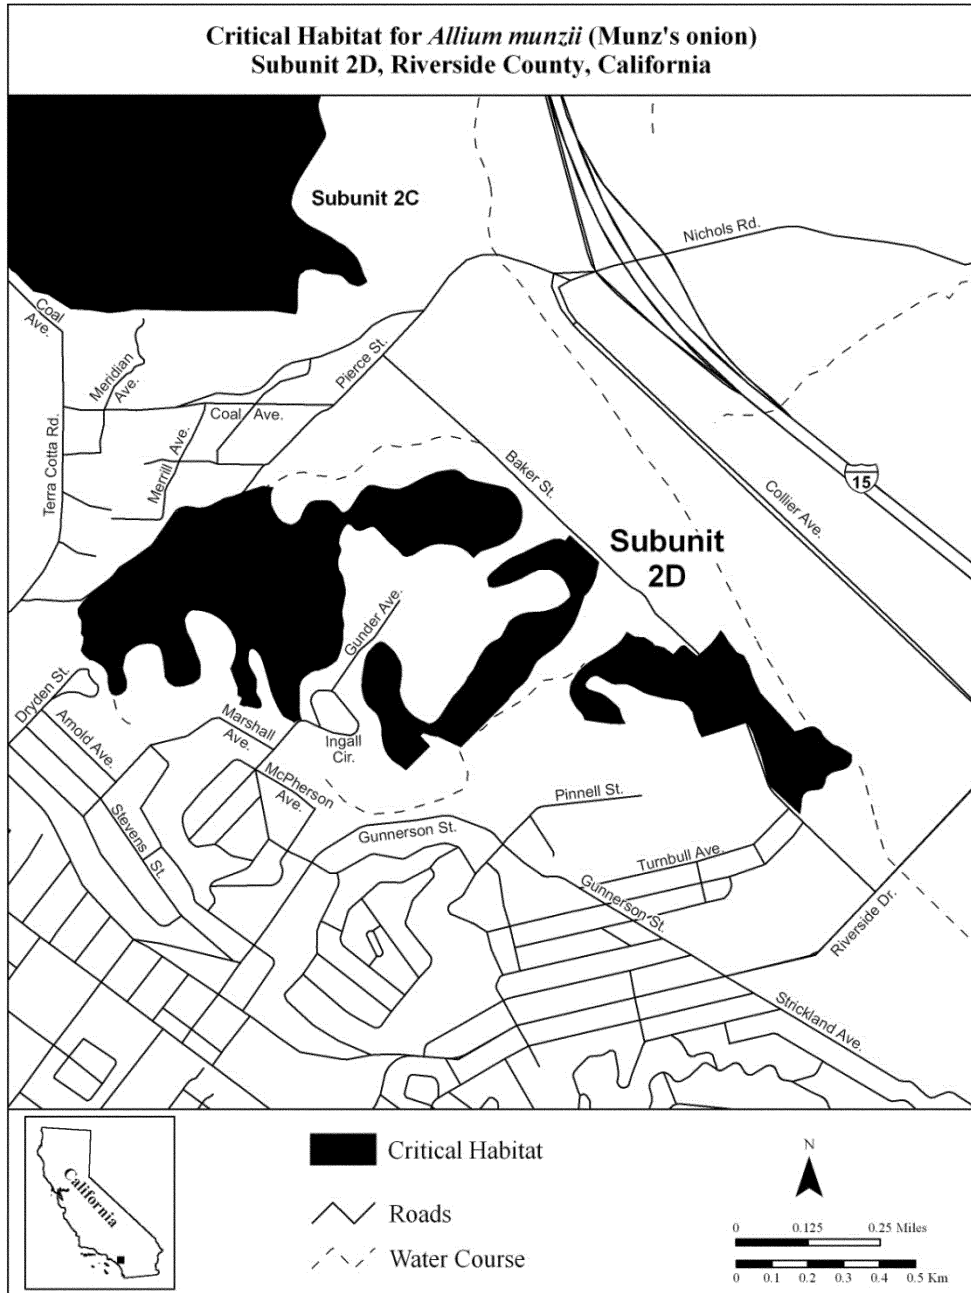 Critical Habitat for Allium munzii (Munz's onion)
Subunit 2D, Riverside County, California
Subunit 2C
Nichols Rd.
Coal
Ave.
Meridian
Ave.
Pierce St.
Coal Ave.
Terra Cotta Rd.
Merrill Ave.
Baker St.
Collier Ave.
15
Subunit
2D
Gunder Ave.
Dryden St.
Arnold Ave.
Marshall
Ave.
Ingall
Cir.
McPherson
Ave.
Stevens St.
Gunnerson St.
Pinnell St.
Turnbull Ave.
Gunnerson St.
Riverside Dr.
Strickland Ave.
California
Critical Habitat
Roads
Water Course
N
0 0.125 0.25 Miles
0 0.1 0.2 0.3 0.4 0.5 Km